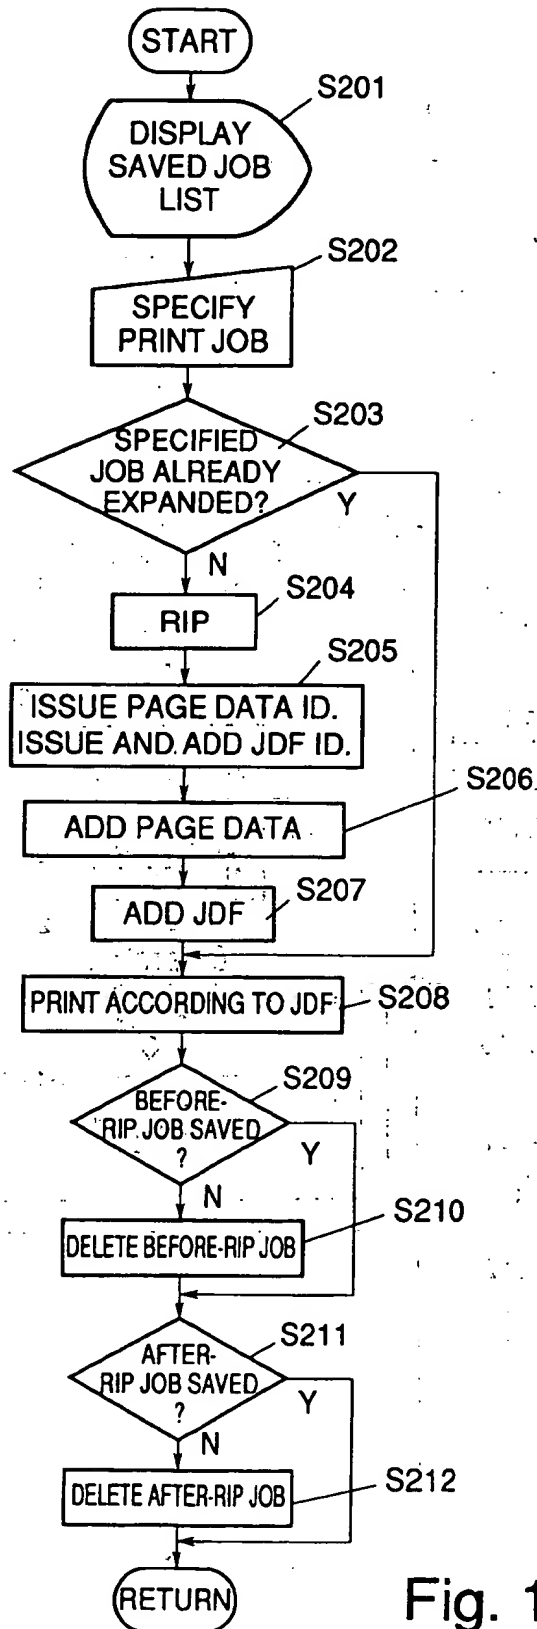 START
S201
DISPLAY
SAVED JOB
LIST
S202
SPECIFY
PRINT JOB
S203
SPECIFIED
JOB ALREADY
EXPANDED?
Y
N
S204
RIP
S205
ISSUE PAGE DATA ID.
ISSUE AND ADD JDF ID.
S206
ADD PAGE DATA
S207
ADD JDF
PRINT ACCORDING TO JDF
S208
S209
BEFORE-
RIP JOB SAVED
?
Y
N
S210
DELETE BEFORE-RIP JOB
S211
AFTER-
RIP JOB SAVED
?
Y
N
S212
DELETE AFTER-RIP JOB
RETURN
Fig. 1